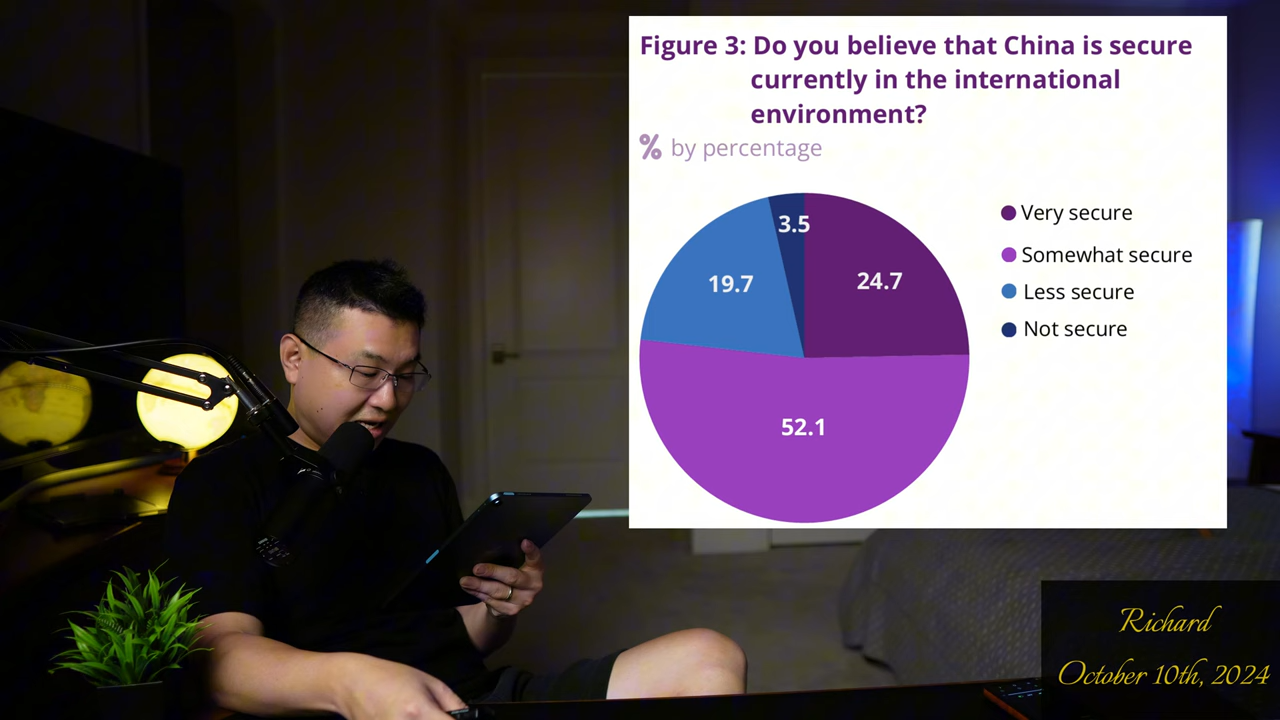 Figure 3: Do you believe that China is secure
currently in the international
environment?
% by percentage
3.5
24.7
19.7
52.1
Very secure
Somewhat secure
Less secure
Not secure
Richard
October 10th, 2024